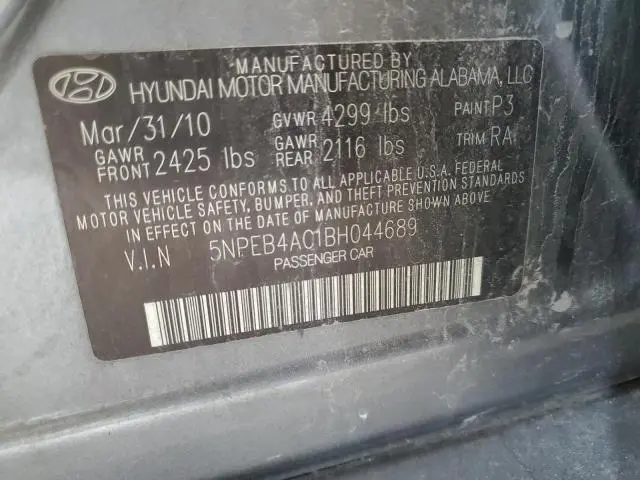 MANUFACTURED BY
HYUNDAI MOTOR MANUFACTURING ALABAMA, LLC
Mar/31/10 GVWR 4299 lbs PAINT P3
GAWR FRONT 2425 lbs GAWR REAR 2116 lbs TRIM RA
THIS VEHICLE CONFORMS TO ALL APPLICABLE U.S.A. FEDERAL
MOTOR VEHICLE SAFETY, BUMPER, AND THEFT PREVENTION STANDARDS
IN EFFECT ON THE DATE OF MANUFACTURE SHOWN ABOVE.
V.I.N 5NPEB4AC1BH044689
PASSENGER CAR